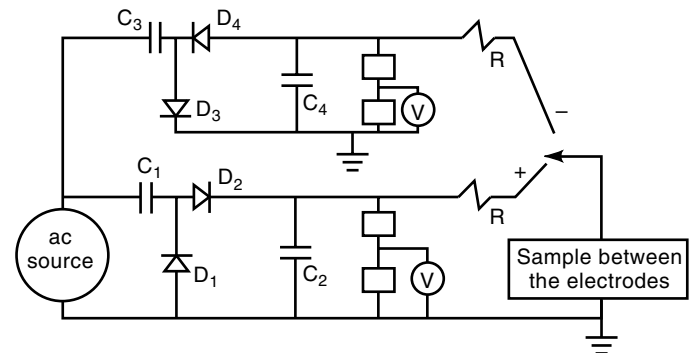 C3
D4
R
D3
C4
V
–
C1
D2
+
R
ac
source
D1
C2
V
Sample between
the electrodes